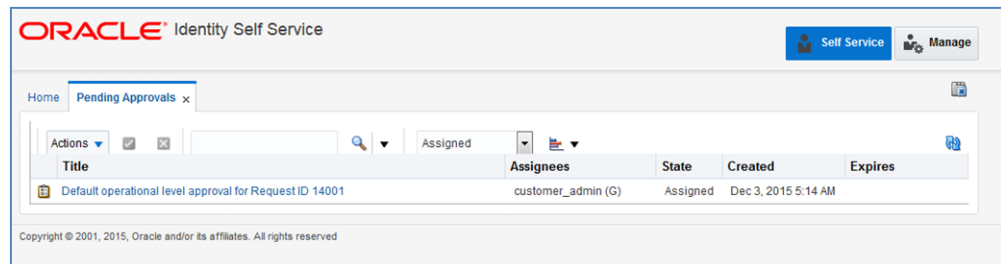 ORACLE® Identity Self Service
Self Service Manage
Home Pending Approvals x
Actions Assigned
Title Assignees State Created Expires
Default operational level approval for Request ID 14001 customer_admin (G) Assigned Dec 3, 2015 5:14 AM
Copyright © 2001, 2015, Oracle and/or its affiliates. All rights reserved